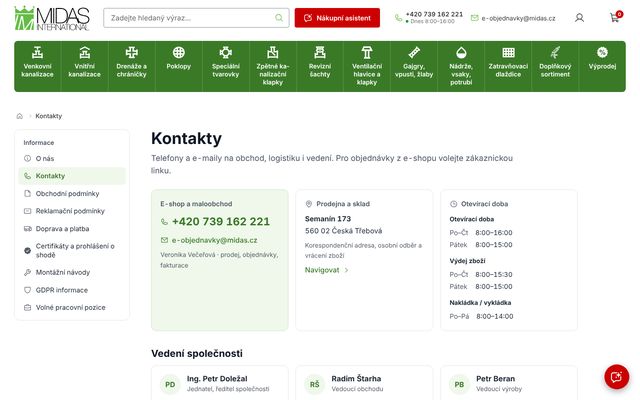 MIDAS
INTERNATIONAL
Zadejte hledaný výraz...
Nákupní asistent
+420 739 162 221
Dnes 8:00–16:00
e-objednavky@midas.cz
0
Venkovní kanalizace
Vnitřní kanalizace
Drenáže a chráničky
Poklopy
Speciální tvarovky
Zpětné kanalizační klapky
Revizní šachty
Ventilační hlavice a klapky
Gajgry, vpusti, žlaby
Nádrže, vsaky, potrubí
Zatravňovací dlaždice
Doplňkový sortiment
Výprodej
Kontakty
Informace
O nás
Kontakty
Obchodní podmínky
Reklamační podmínky
Doprava a platba
Certifikáty a prohlášení o
shodě
Montážní návody
GDPR informace
Volné pracovní pozice
Kontakty
Telefony a e-maily na obchod, logistiku i vedení. Pro objednávky z e-shopu volejte zákaznickou
linku.
E-shop a maloobchod
+420 739 162 221
e-objednavky@midas.cz
Veronika Večeřová · prodej, objednávky,
fakturace
Prodejna a sklad
Semanín 173
560 02 Česká Třebová
Korespondenční adresa, osobní odběr a
vrácení zboží
Navigovat
Otevírací doba
Otevírací doba
Po–Čt 8:00–16:00
Pátek 8:00–15:00
Výdej zboží
Po–Čt 8:00–15:30
Pátek 8:00–15:00
Nakládka / vykládka
Po–Pá 8:00–14:00
Vedení společnosti
PD
Ing. Petr Doležal
Jednatel, ředitel společnosti
RŠ
Radim Štarha
Vedoucí obchodu
PB
Petr Beran
Vedoucí výroby